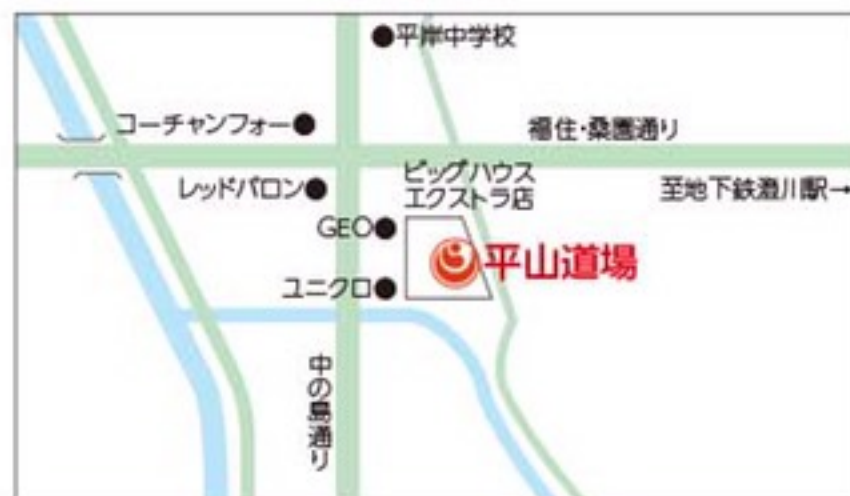 平岸中学校
コーチャンフォー
福住・桑園通り
ビッグハウス
エクストラ店
レッドバロン
至地下鉄澄川駅→
GEO
平山道場
ユニクロ
中の島通り